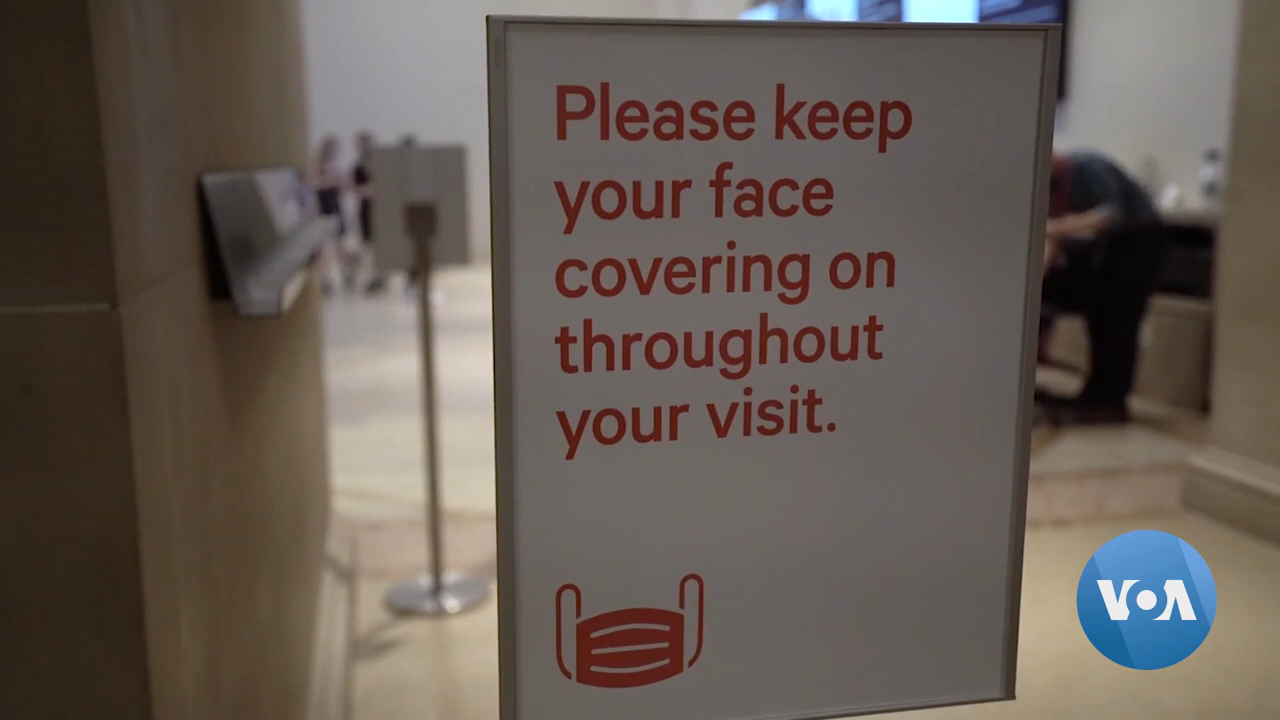 Please keep
your face
covering on
throughout
your visit.
VOA